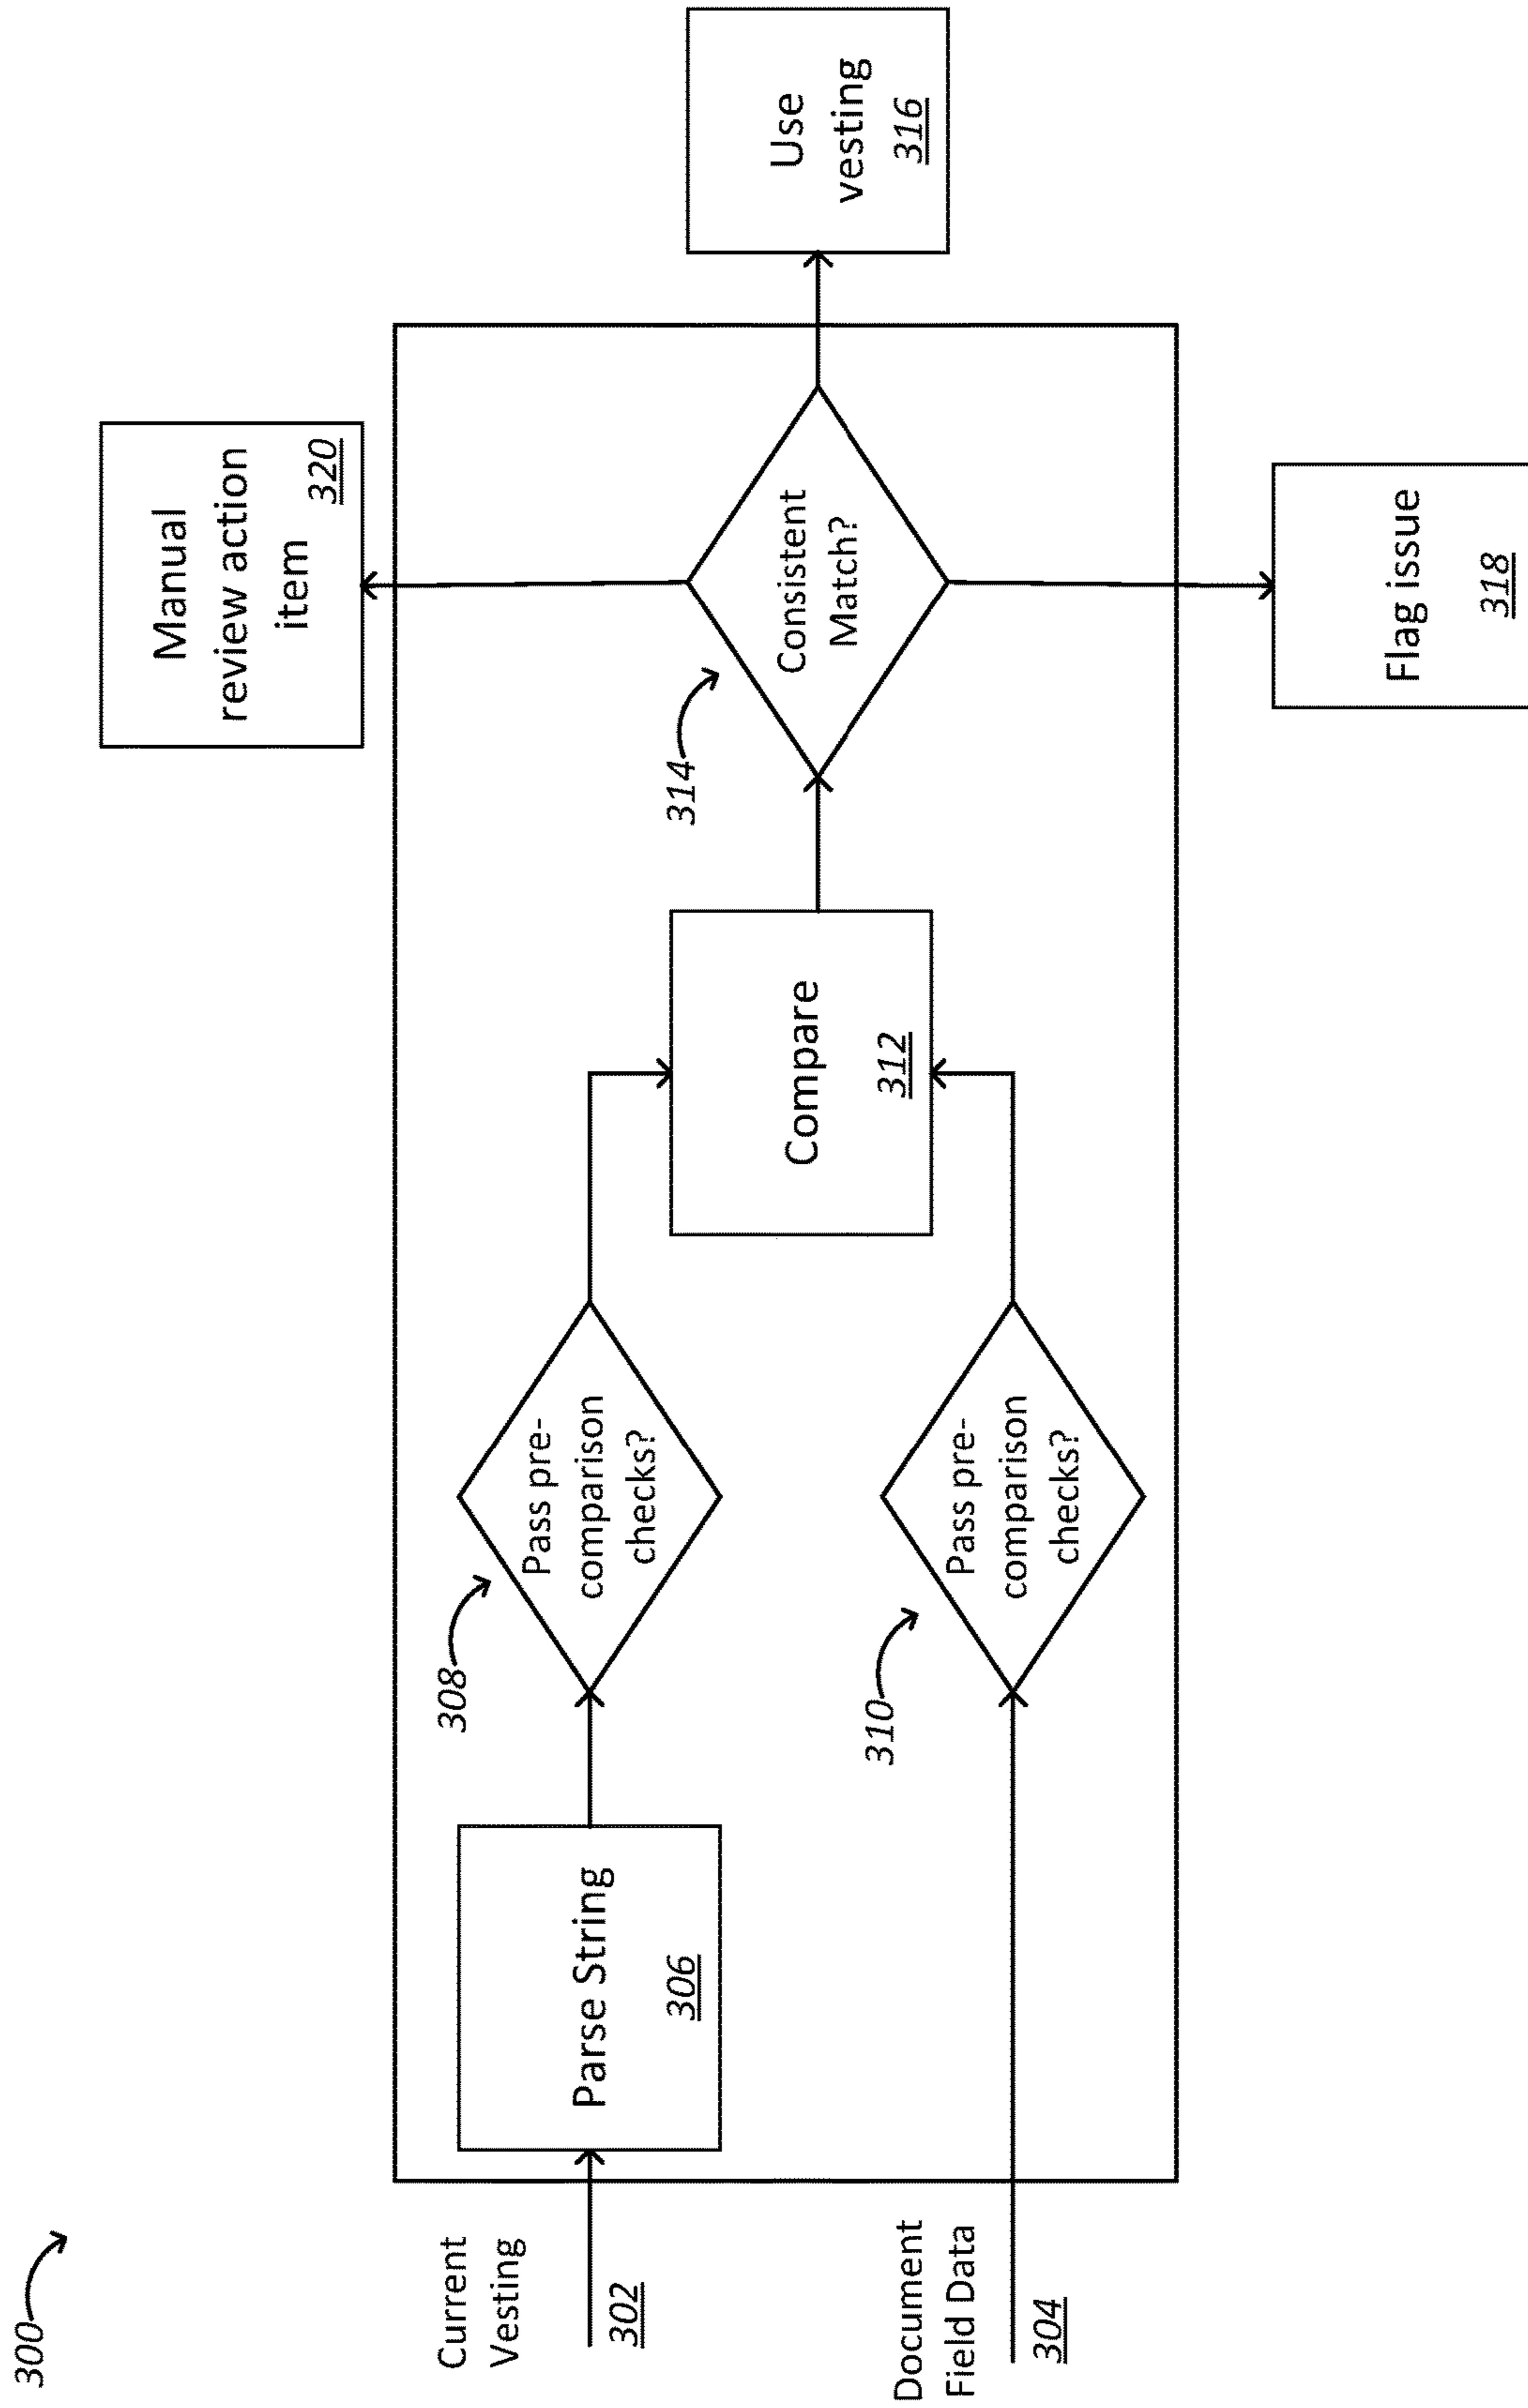 300
Current
Vesting
302
Document
Field Data
304
Parse String
306
308
Pass pre-
comparison
checks?
310
Pass pre-
comparison
checks?
Compare
312
314
Consistent
Match?
Manual
review action
item
320
Use
vesting
316
Flag issue
318